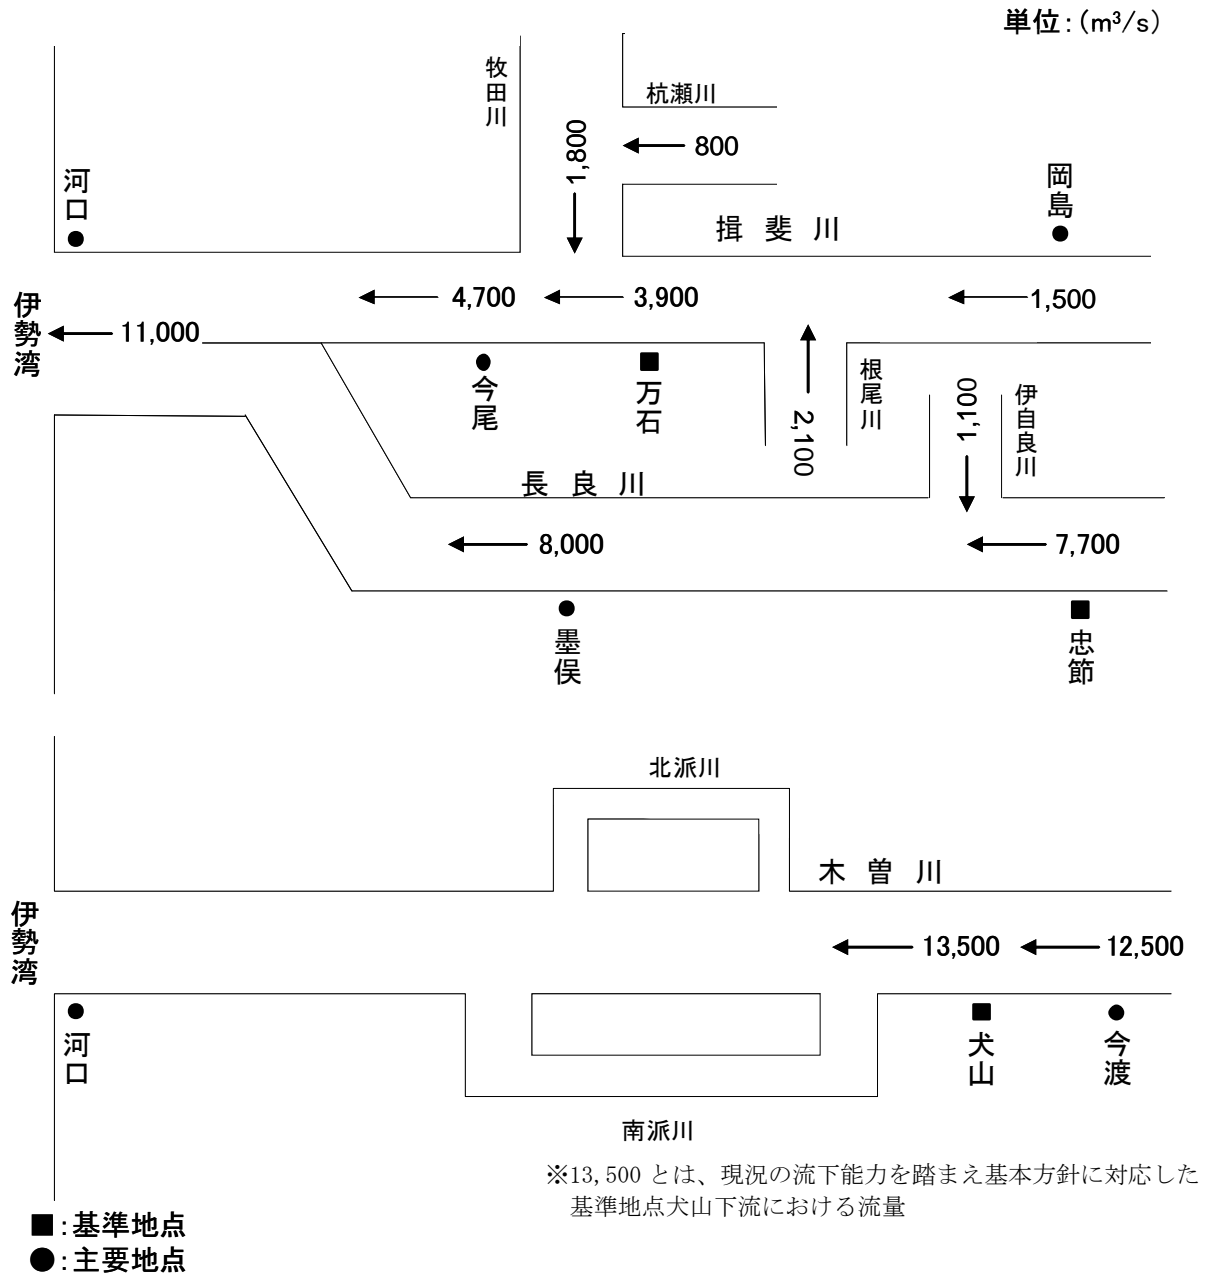 単位：（m³/s）
牧田川
杭瀬川
1,800
800
河口
岡島
揖斐川
伊勢湾
4,700
3,900
1,500
11,000
今尾
万石
2,100
根尾川
1,100
伊自良川
長良川
8,000
7,700
墨俣
忠節
北派川
木曽川
伊勢湾
13,500
12,500
河口
犬山
今渡
南派川
※13,500 とは、現況の流下能力を踏まえ基本方針に対応した
基準地点犬山下流における流量
■：基準地点
●：主要地点